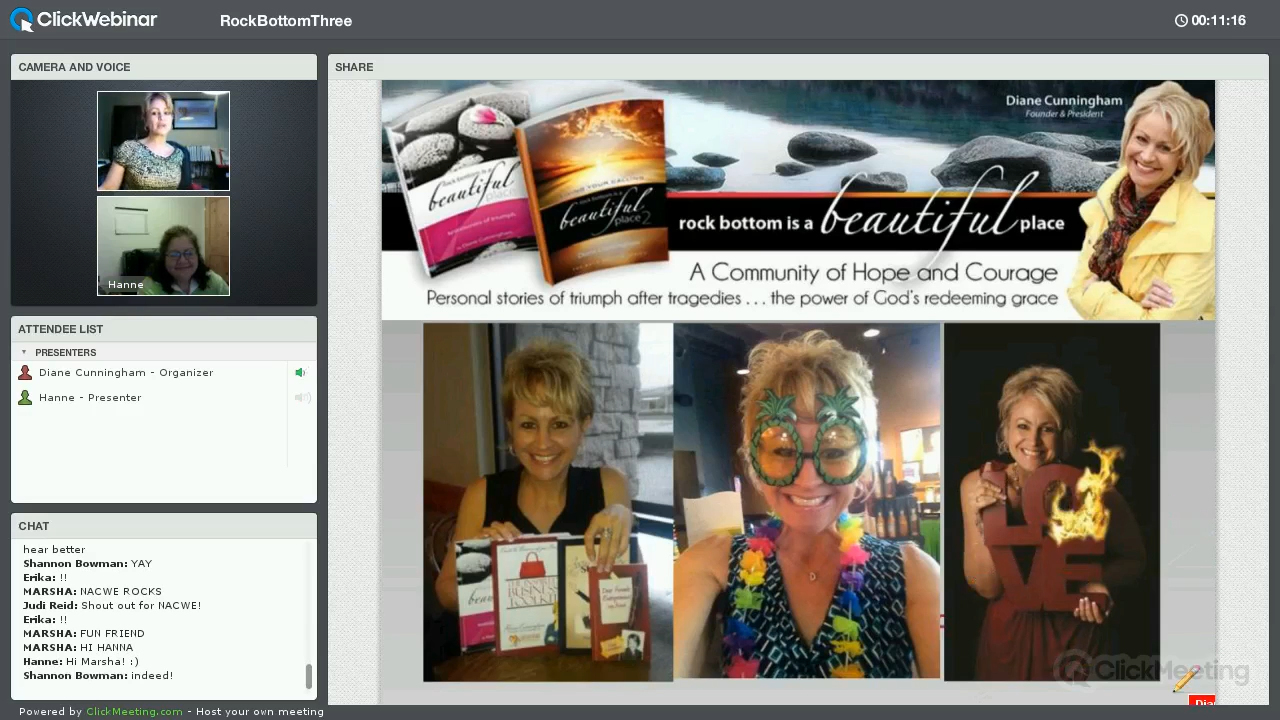 ClickWebinar
RockBottomThree
00:11:16
CAMERA AND VOICE
Hanne
ATTENDEE LIST
PRESENTERS
Diane Cunningham - Organizer
Hanne - Presenter
CHAT
hear better
Shannon Bowman: YAY
Erika: !!
MARSHA: NACWE ROCKS
Judi Reid: Shout out for NACWE!
Erika: !!
MARSHA: FUN FRIEND
MARSHA: HI HANNA
Hanne: Hi Marsha! :)
Shannon Bowman: indeed!
Powered by ClickMeeting.com - Host your own meeting
SHARE
Diane Cunningham
Founder & President
beautiful
beautiful
place2
rock bottom is a beautiful place
A Community of Hope and Courage
Personal stories of triumph after tragedies . . . the power of God's redeeming grace
BUSINESS
ClickMeeting
Dia